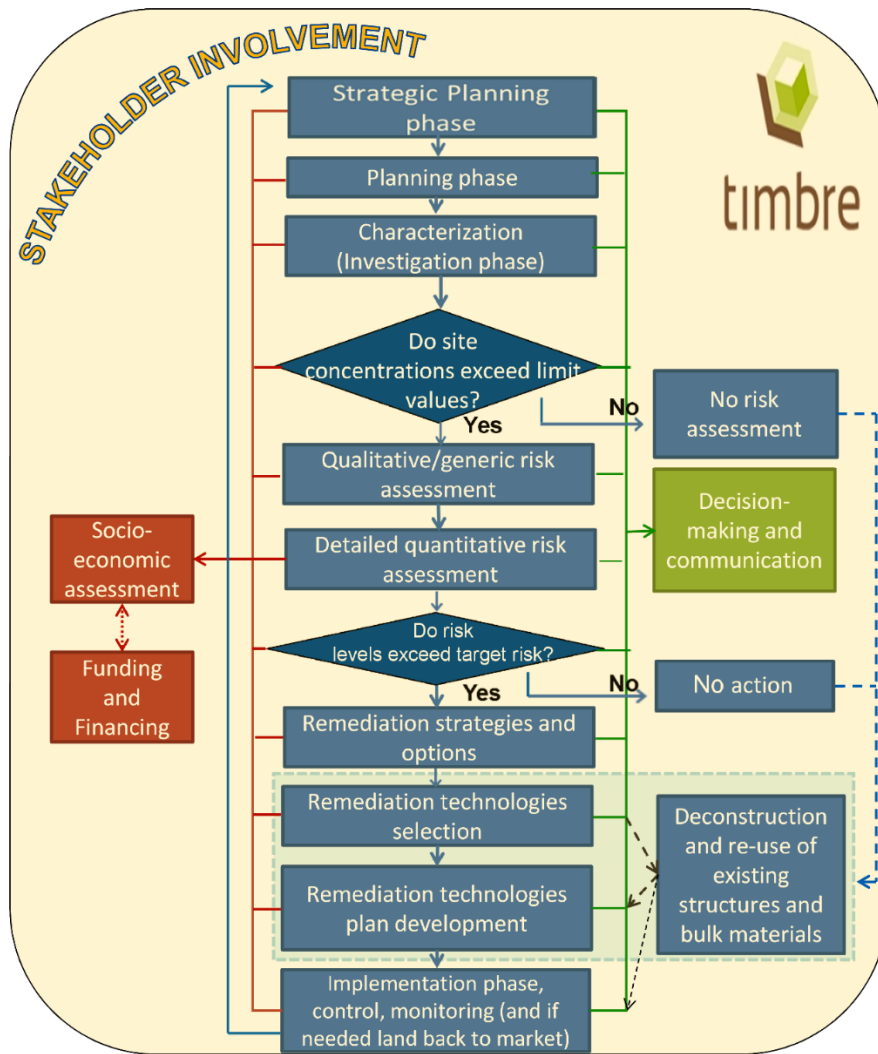 STAKEHOLDER INVOLVEMENT
timbre
Strategic Planning
phase
Planning phase
Characterization
(Investigation phase)
Do site
concentrations exceed limit
values?
No
Yes
No risk
assessment
Qualitative/generic risk
assessment
Decision-
making and
communication
Socio-
economic
assessment
Detailed quantitative risk
assessment
Do risk
levels exceed target risk?
No
Yes
No action
Funding
and
Financing
Remediation strategies and
options
Remediation technologies
selection
Deconstruction
and re-use of
existing
structures and
bulk materials
Remediation technologies
plan development
Implementation phase,
control, monitoring (and if
needed land back to market)